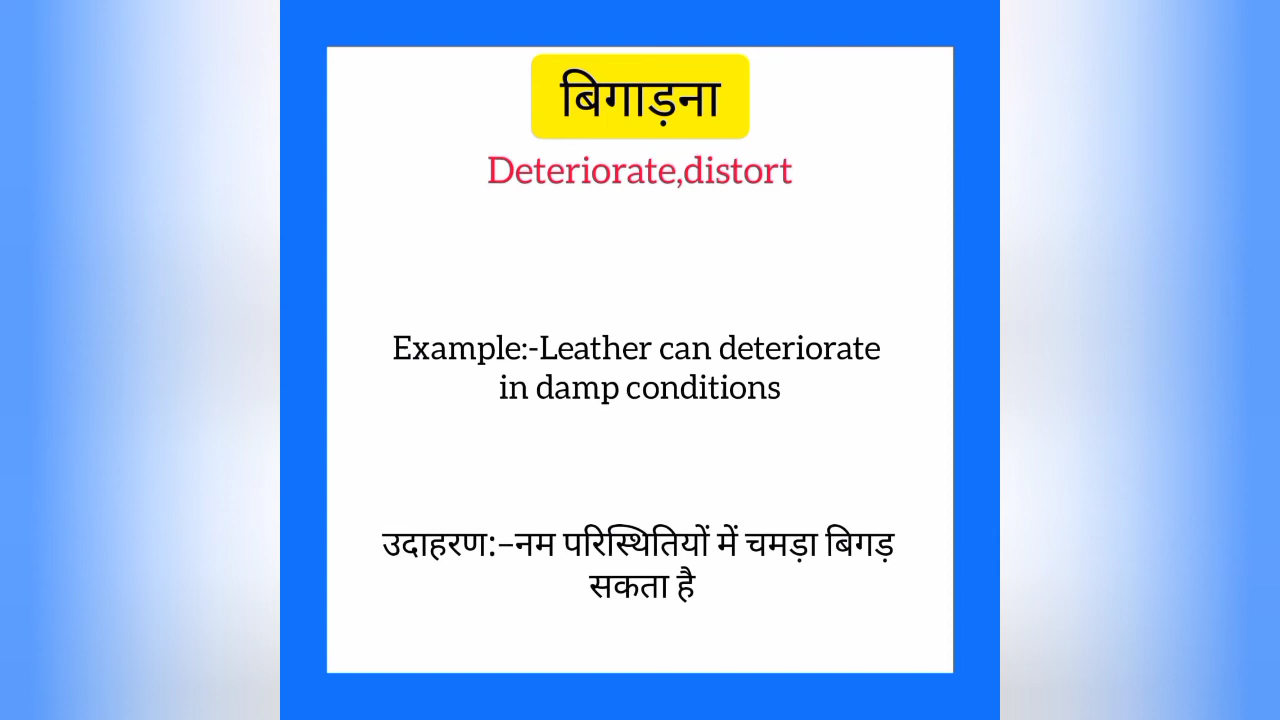 बिगाड़ना
Deteriorate,distort
Example:-Leather can deteriorate
in damp conditions
उदाहरण:–नम परिस्थितियों में चमड़ा बिगड़
सकता है